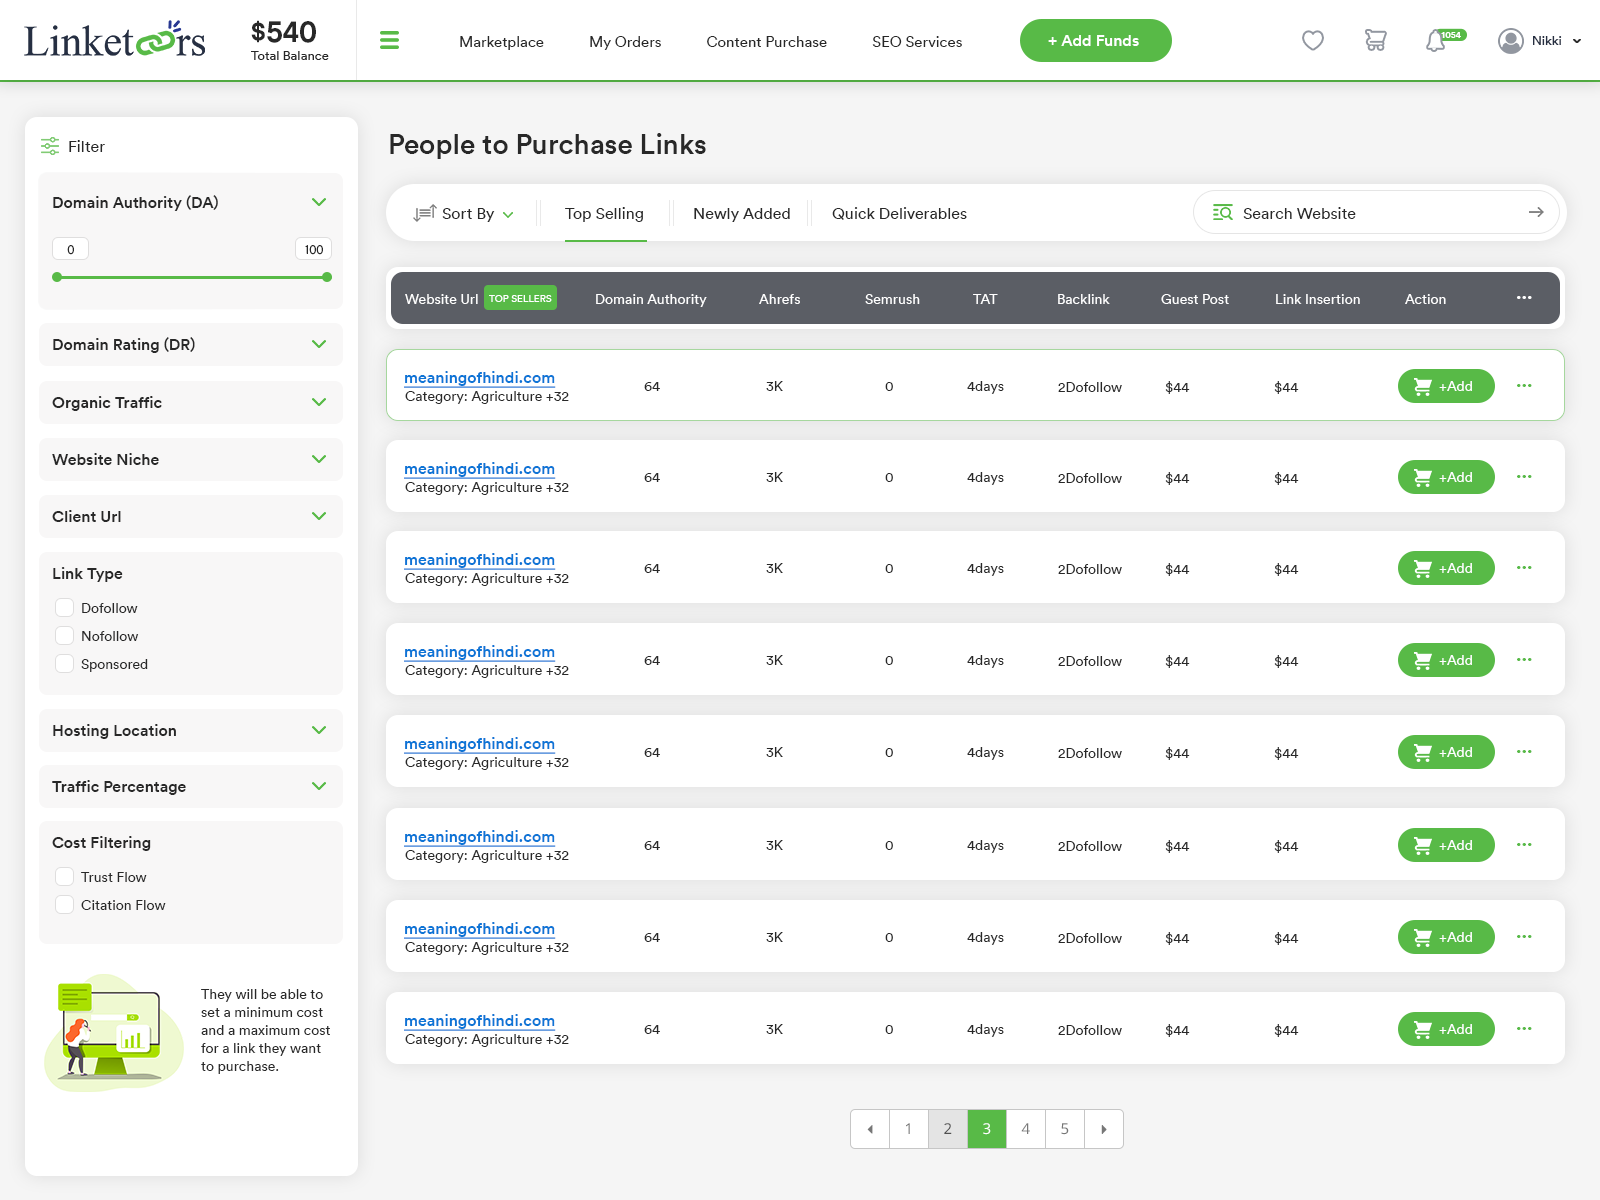 Linketors
$540
Total Balance
Marketplace
My Orders
Content Purchase
SEO Services
+ Add Funds
1054
Nikki
Filter
Domain Authority (DA)
0
100
Domain Rating (DR)
Organic Traffic
Website Niche
Client Url
Link Type
Dofollow
Nofollow
Sponsored
Hosting Location
Traffic Percentage
Cost Filtering
Trust Flow
Citation Flow
They will be able to
set a minimum cost
and a maximum cost
for a link they want
to purchase.
People to Purchase Links
Sort By
Top Selling
Newly Added
Quick Deliverables
Search Website
Website Url TOP SELLERS Domain Authority Ahrefs Semrush TAT Backlink Guest Post Link Insertion Action
meaningofhindi.com
Category: Agriculture +32
64 3K 0 4days 2Dofollow $44 $44 +Add
meaningofhindi.com
Category: Agriculture +32
64 3K 0 4days 2Dofollow $44 $44 +Add
meaningofhindi.com
Category: Agriculture +32
64 3K 0 4days 2Dofollow $44 $44 +Add
meaningofhindi.com
Category: Agriculture +32
64 3K 0 4days 2Dofollow $44 $44 +Add
meaningofhindi.com
Category: Agriculture +32
64 3K 0 4days 2Dofollow $44 $44 +Add
meaningofhindi.com
Category: Agriculture +32
64 3K 0 4days 2Dofollow $44 $44 +Add
meaningofhindi.com
Category: Agriculture +32
64 3K 0 4days 2Dofollow $44 $44 +Add
meaningofhindi.com
Category: Agriculture +32
64 3K 0 4days 2Dofollow $44 $44 +Add
1 2 3 4 5